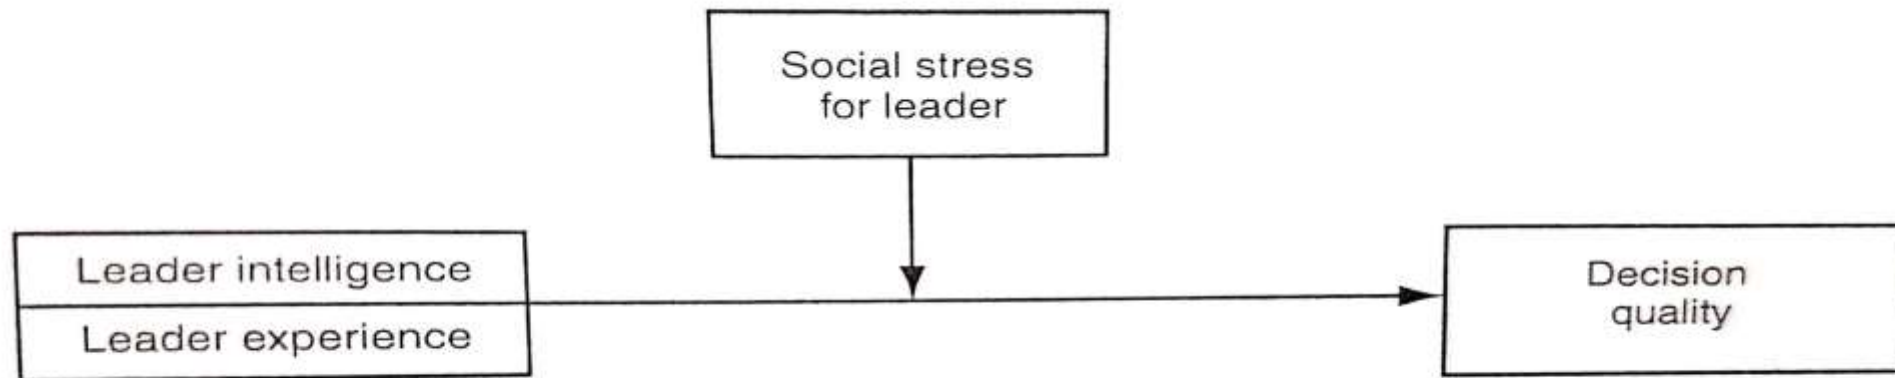 Social stress
for leader
Leader intelligence
Leader experience
Decision
quality